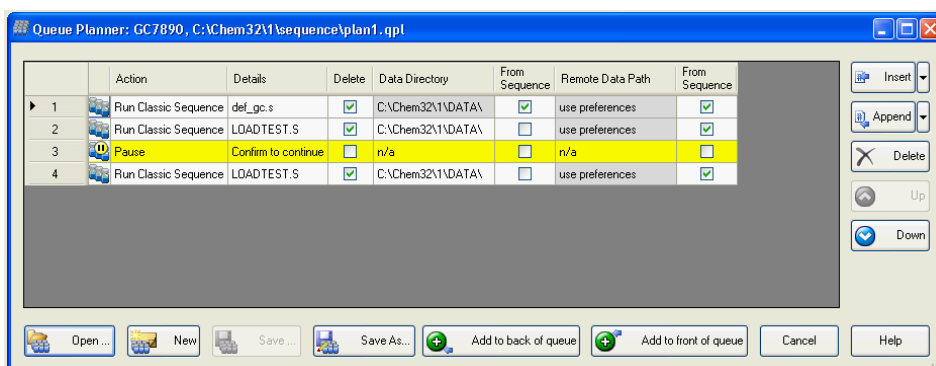 Queue Planner: GC7890, C:\Chem32\1\sequence\plan1.qpl
Action Details Delete Data Directory From Sequence Remote Data Path From Sequence
1 Run Classic Sequence def_gc.s C:\Chem32\1\DATA\ use preferences
2 Run Classic Sequence LOADTEST.S C:\Chem32\1\DATA\ use preferences
3 Pause Confirm to continue n/a n/a
4 Run Classic Sequence LOADTEST.S C:\Chem32\1\DATA\ use preferences
Insert
Append
Delete
Up
Down
Open ... New Save ... Save As... Add to back of queue Add to front of queue Cancel Help